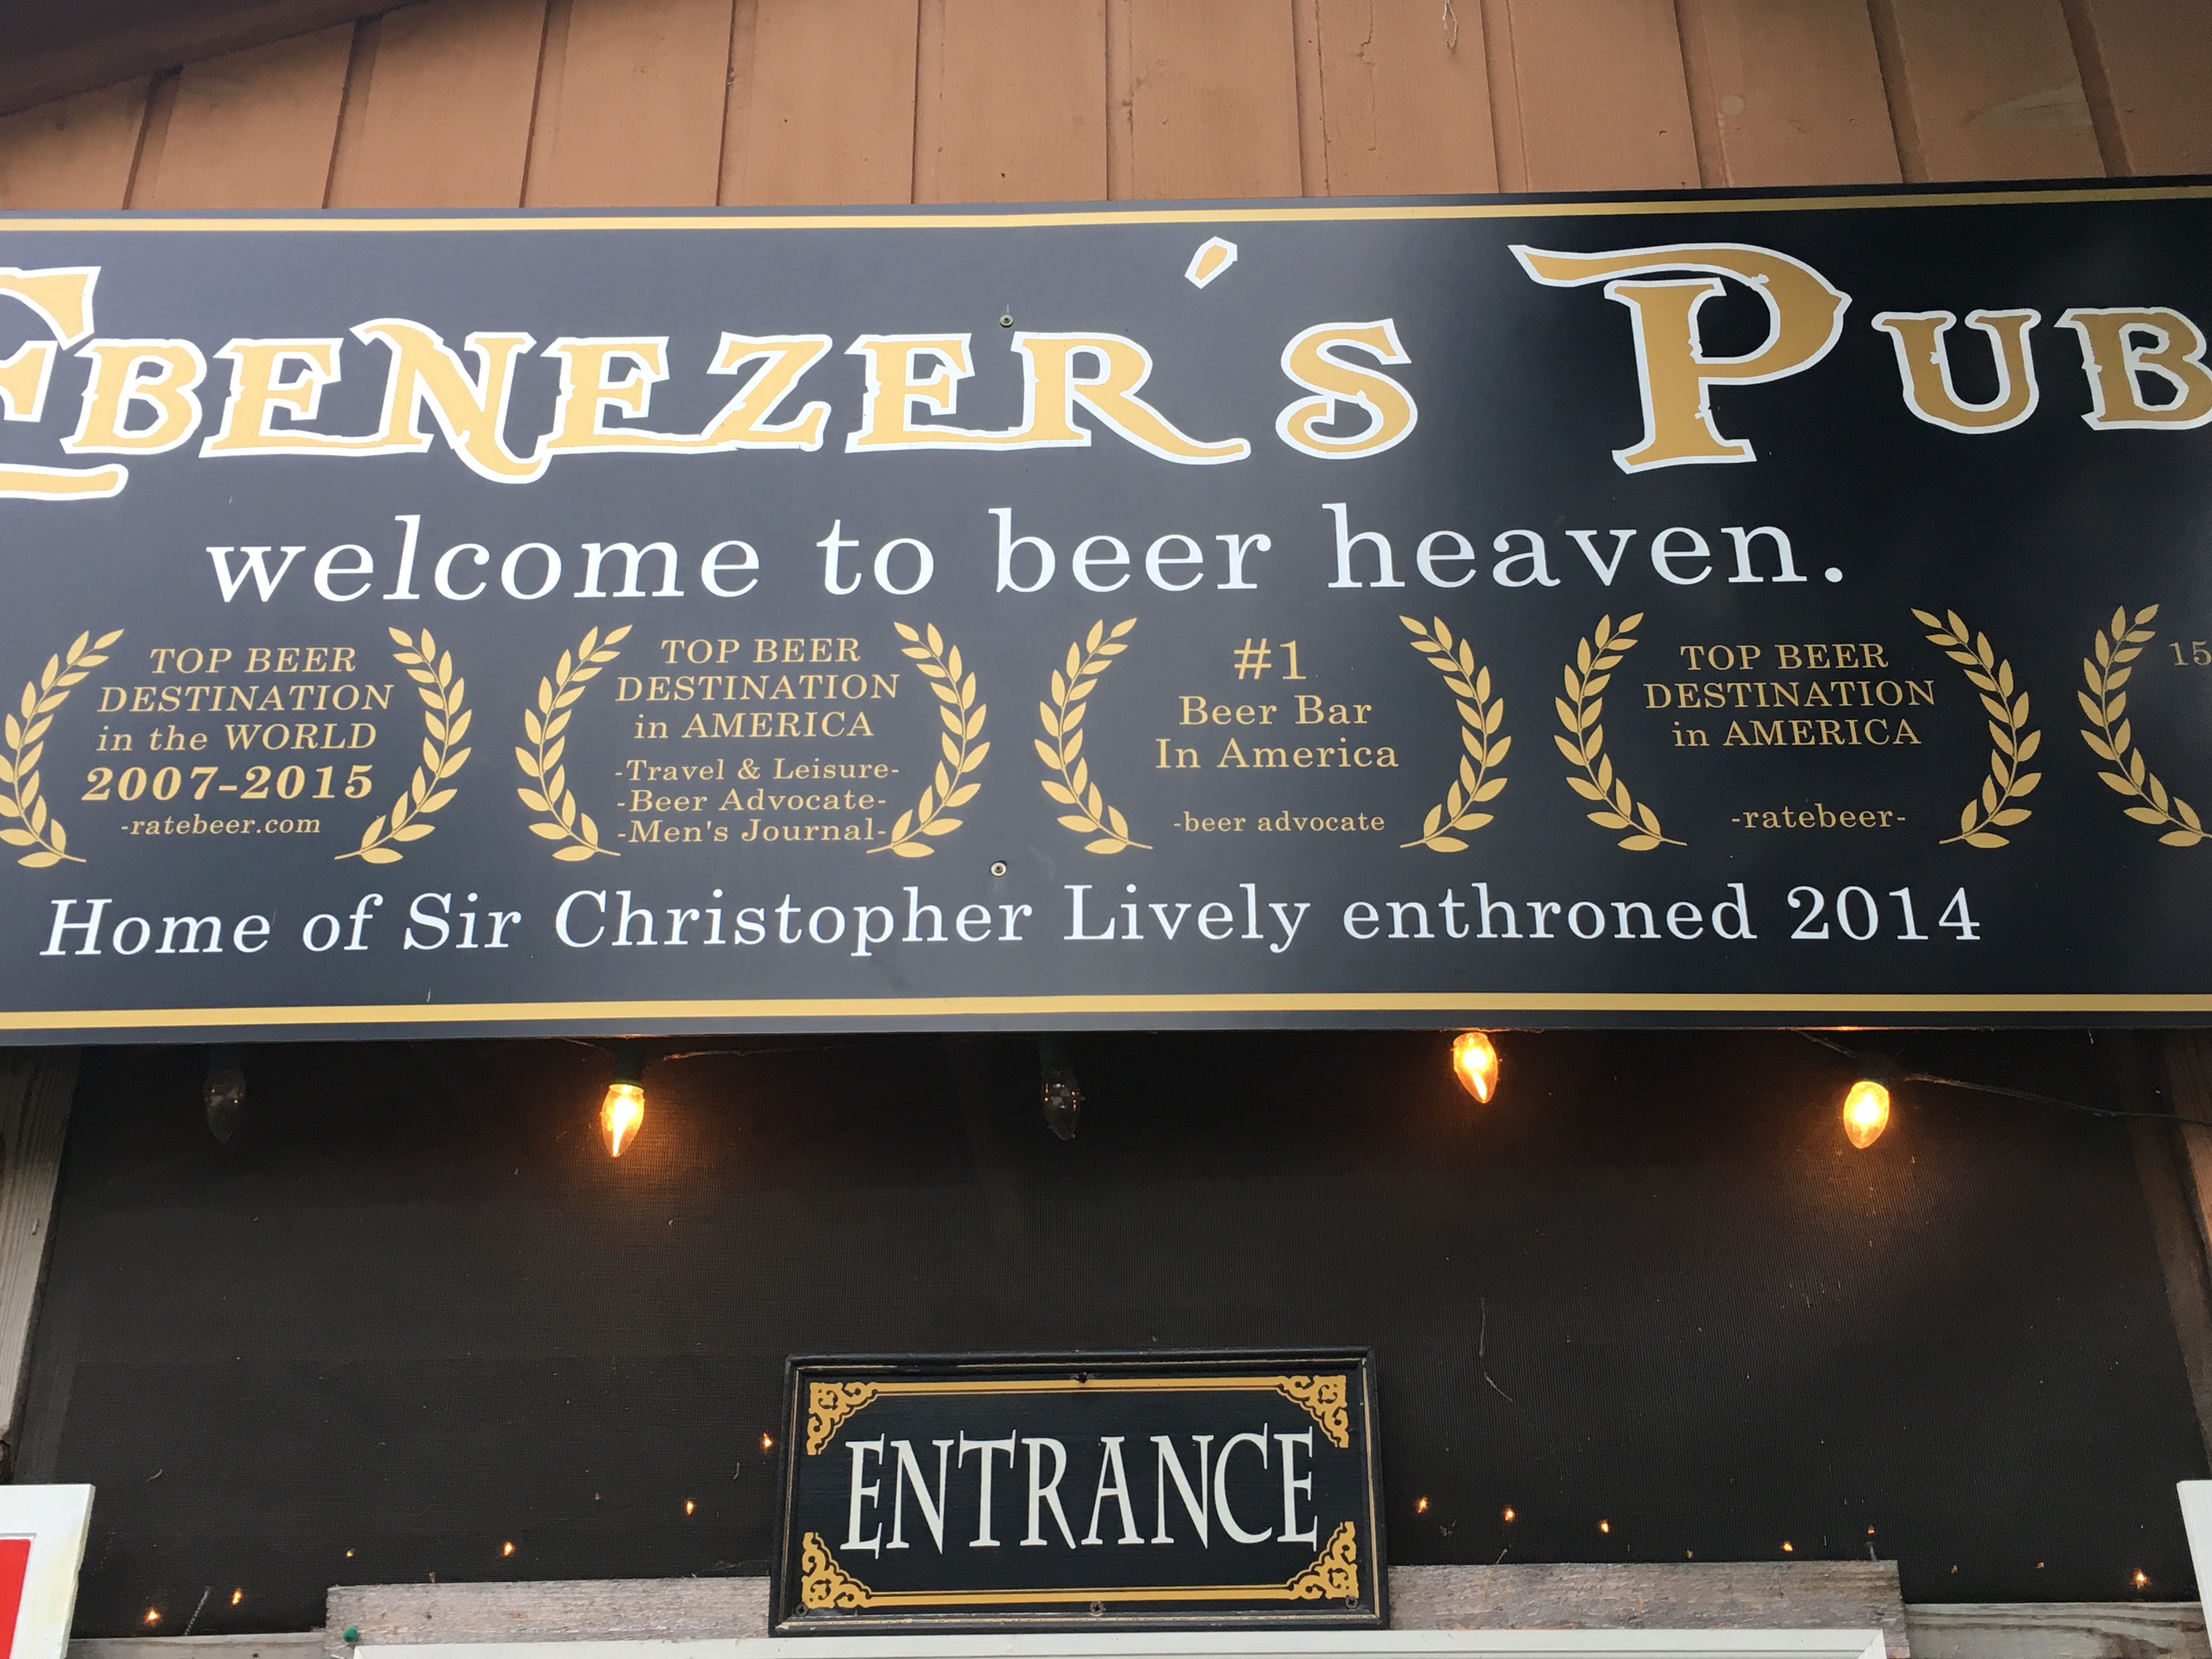 EBENEZER'S PUB
welcome to beer heaven.
TOP BEER
DESTINATION
in the WORLD
2007-2015
-ratebeer.com
TOP BEER
DESTINATION
in AMERICA
-Travel & Leisure-
-Beer Advocate-
-Men's Journal-
#1
Beer Bar
In America
-beer advocate
TOP BEER
DESTINATION
in AMERICA
-ratebeer-
Home of Sir Christopher Lively enthroned 2014
ENTRANCE